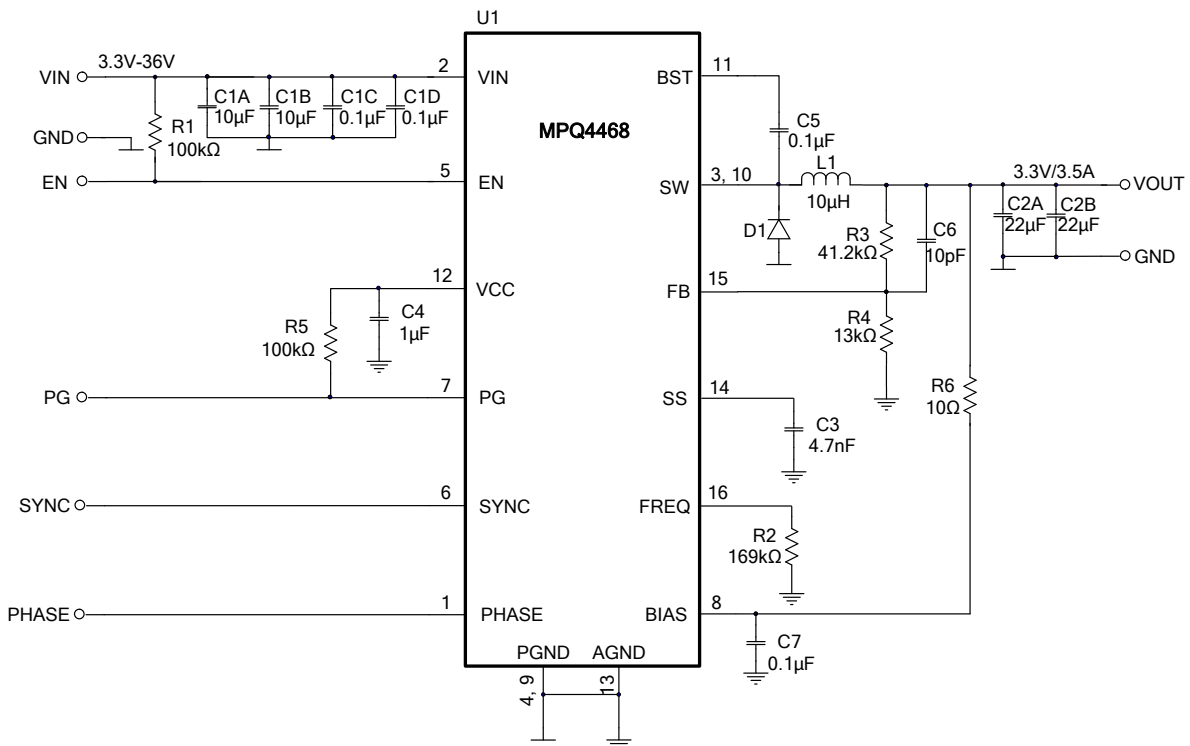 U1
MPQ4468
VIN
3.3V-36V
2
VIN
C1A
10µF
C1B
10µF
C1C
0.1µF
C1D
0.1µF
R1
100kΩ
GND
EN
5
EN
12
VCC
C4
1µF
R5
100kΩ
PG
7
PG
SYNC
6
SYNC
PHASE
1
PHASE
BST
11
C5
0.1µF
SW
3, 10
L1
10µH
D1
3.3V/3.5A
VOUT
R3
41.2kΩ
C6
10pF
C2A
22µF
C2B
22µF
GND
FB
15
R4
13kΩ
R6
10Ω
SS
14
C3
4.7nF
FREQ
16
R2
169kΩ
BIAS
8
C7
0.1µF
PGND
AGND
4, 9
13